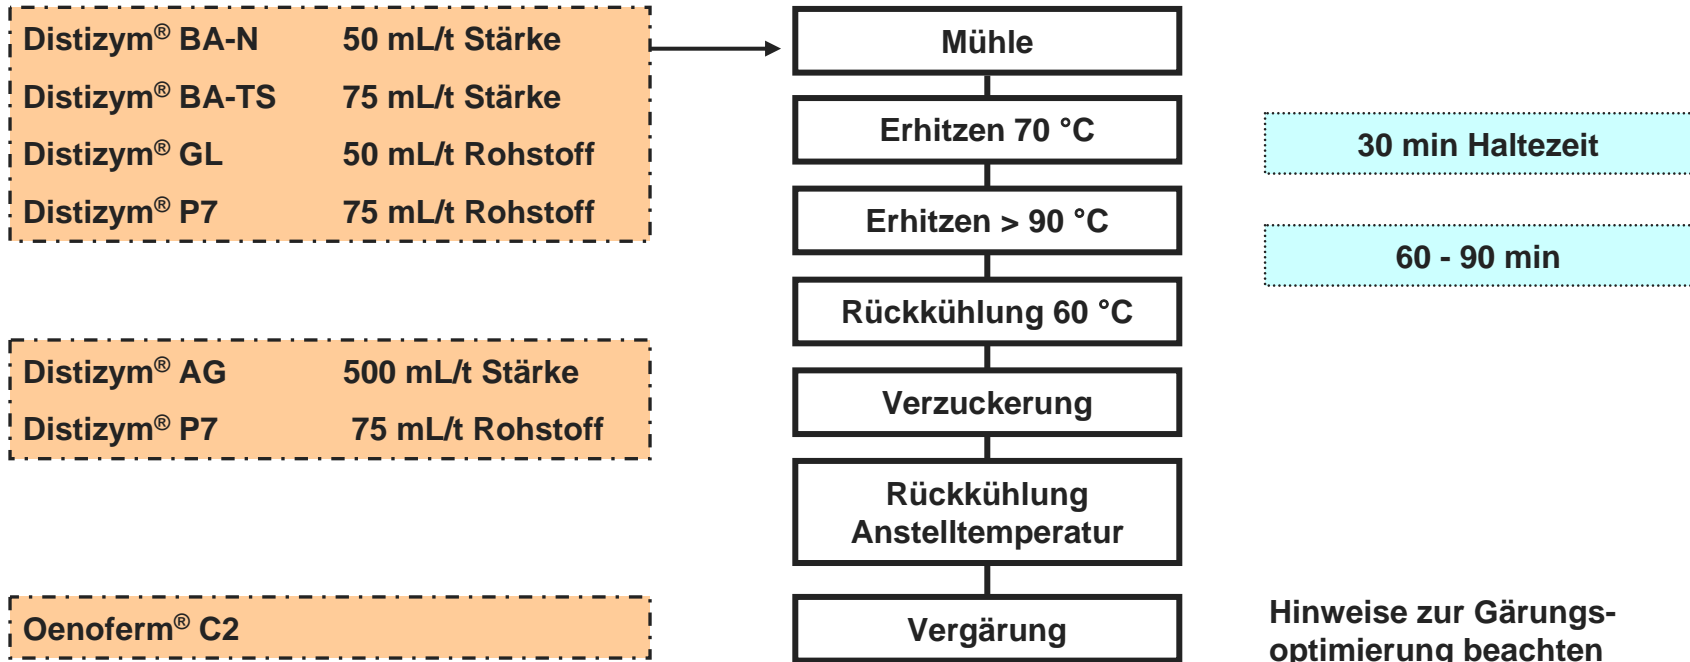 Distizym® BA-N 50 mL/t Stärke
Distizym® BA-TS 75 mL/t Stärke
Distizym® GL 50 mL/t Rohstoff
Distizym® P7 75 mL/t Rohstoff
Mühle
Erhitzen 70 °C
30 min Haltezeit
Erhitzen > 90 °C
60 - 90 min
Rückkühlung 60 °C
Distizym® AG 500 mL/t Stärke
Distizym® P7 75 mL/t Rohstoff
Verzuckerung
Rückkühlung
Anstelltemperatur
Oenoferm® C2
Vergärung
Hinweise zur Gärungs-
optimierung beachten